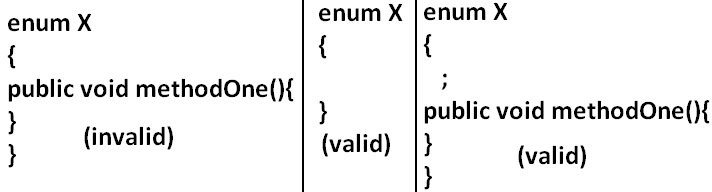 enum X
{
public void methodOne(){
}
(invalid)
}
enum X
{
}
(valid)
enum X
{
;
public void methodOne(){
}
(valid)
}